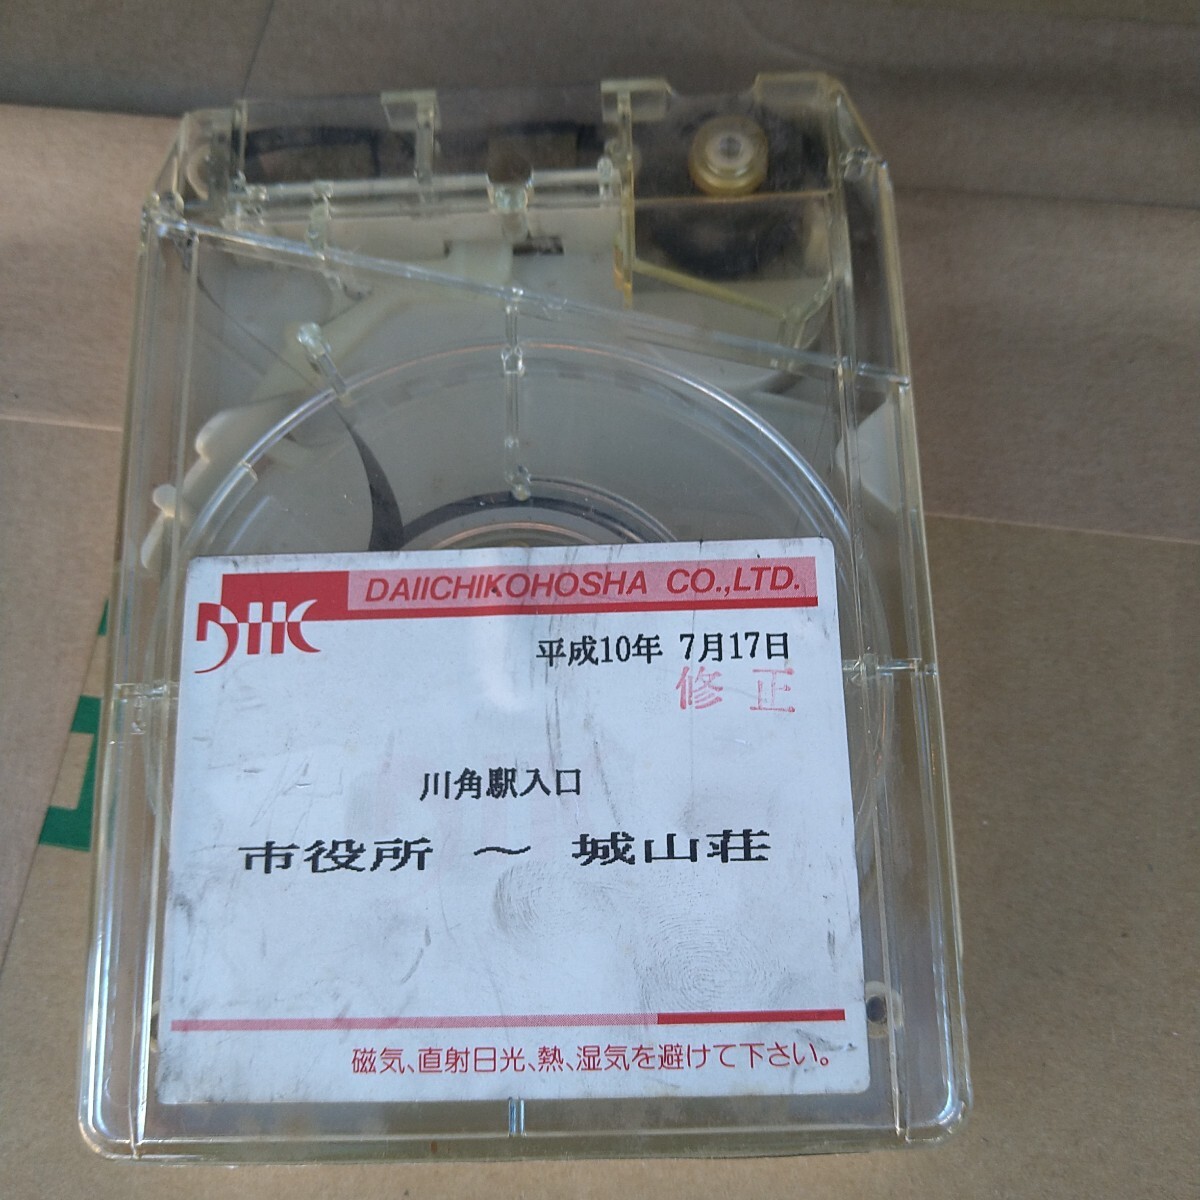 DIIC
DAIICHIKOHOSHA CO.,LTD.
平成10年 7月17日
修正
川角駅入口
市役所 ～ 城山荘
磁気、直射日光、熱、湿気を避けて下さい。